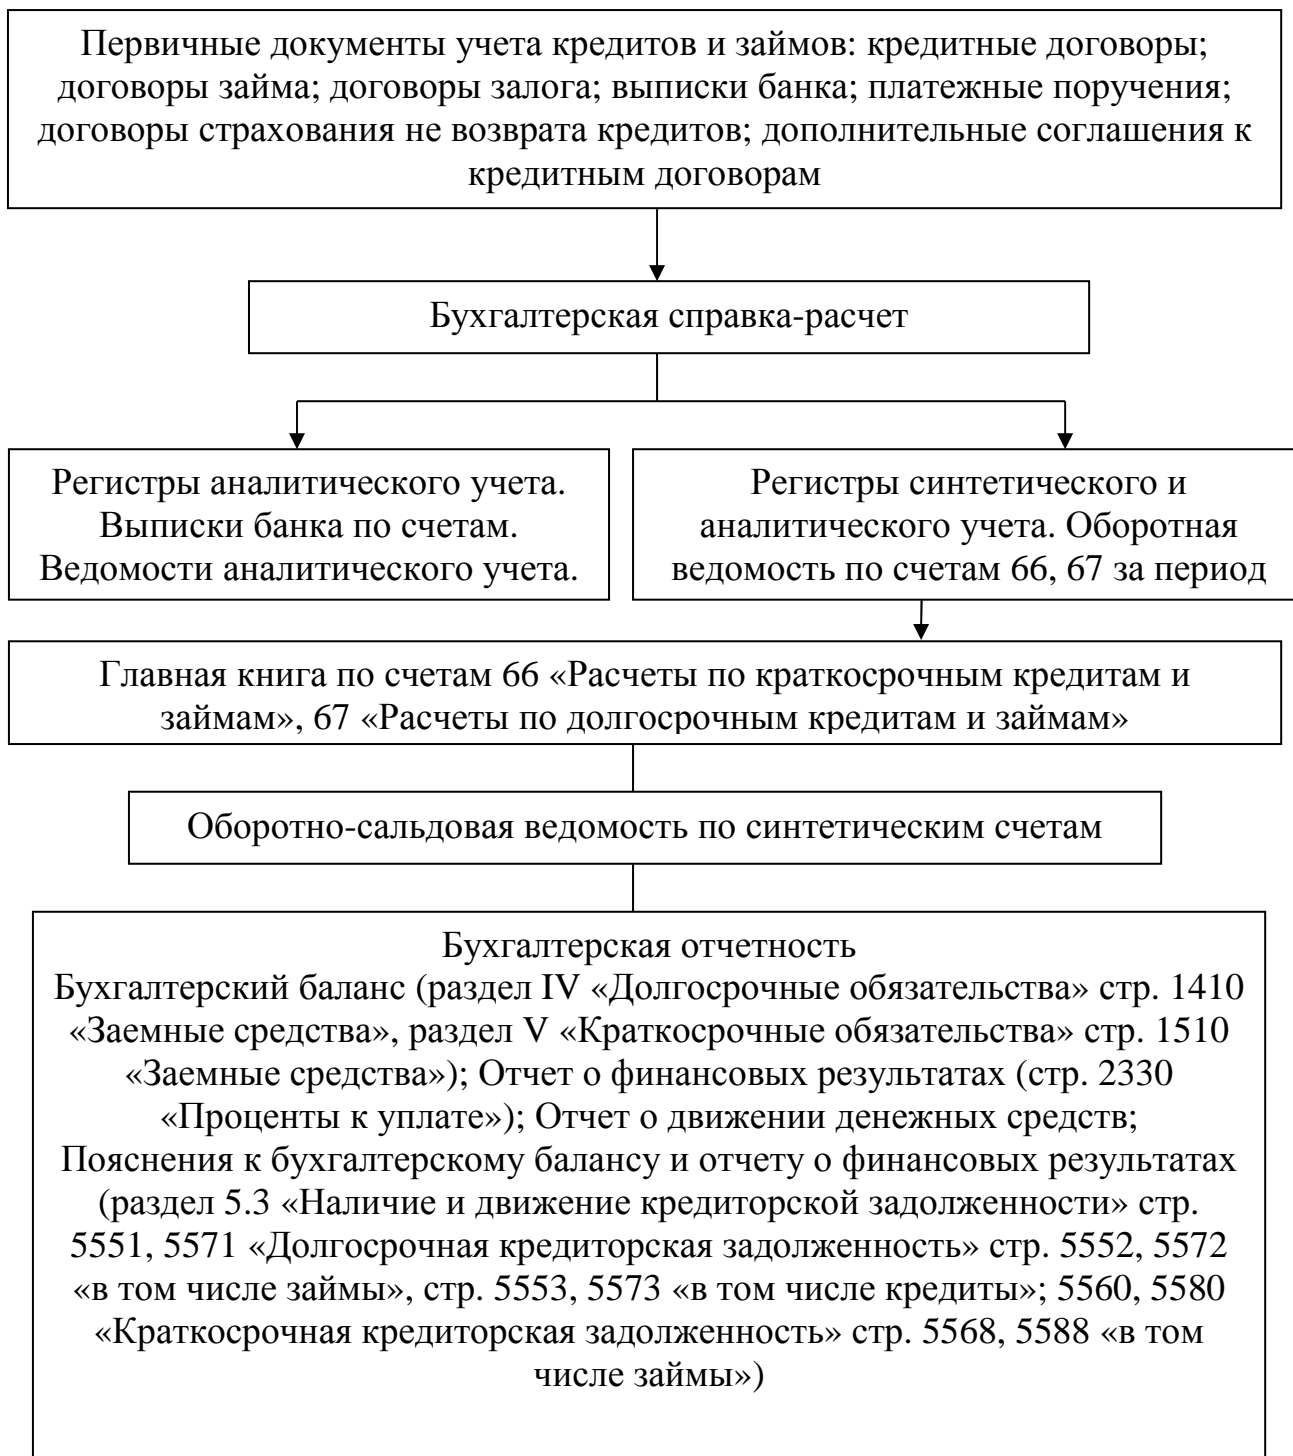 Первичные документы учета кредитов и займов: кредитные договоры;
договоры займа; договоры залога; выписки банка; платежные поручения;
договоры страхования не возврата кредитов; дополнительные соглашения к
кредитным договорам
Бухгалтерская справка-расчет
Регистры аналитического учета.
Выписки банка по счетам.
Ведомости аналитического учета.
Регистры синтетического и
аналитического учета. Оборотная
ведомость по счетам 66, 67 за период
Главная книга по счетам 66 «Расчеты по краткосрочным кредитам и
займам», 67 «Расчеты по долгосрочным кредитам и займам»
Оборотно-сальдовая ведомость по синтетическим счетам
Бухгалтерская отчетность
Бухгалтерский баланс (раздел IV «Долгосрочные обязательства» стр. 1410
«Заемные средства», раздел V «Краткосрочные обязательства» стр. 1510
«Заемные средства»); Отчет о финансовых результатах (стр. 2330
«Проценты к уплате»); Отчет о движении денежных средств;
Пояснения к бухгалтерскому балансу и отчету о финансовых результатах
(раздел 5.3 «Наличие и движение кредиторской задолженности» стр.
5551, 5571 «Долгосрочная кредиторская задолженность» стр. 5552, 5572
«в том числе займы», стр. 5553, 5573 «в том числе кредиты»; 5560, 5580
«Краткосрочная кредиторская задолженность» стр. 5568, 5588 «в том
числе займы»)